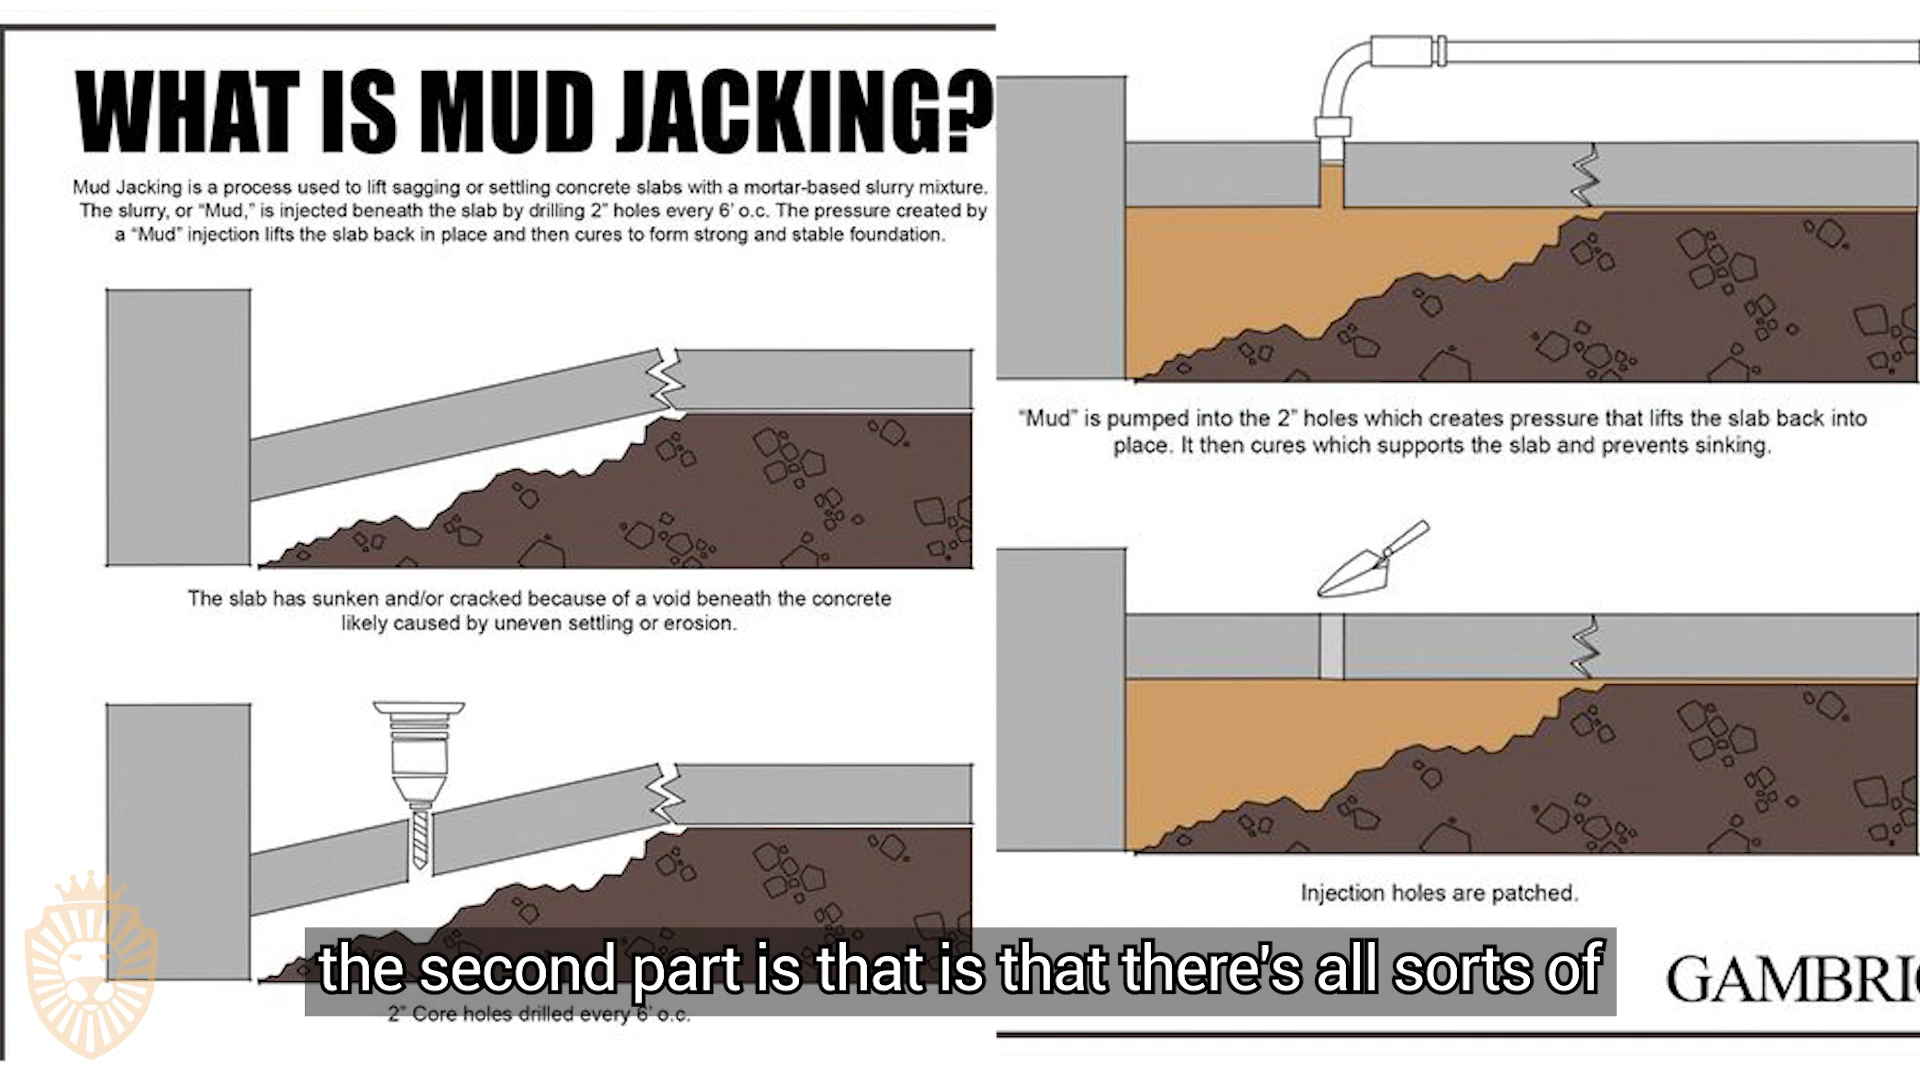 WHAT IS MUD JACKING?
Mud Jacking is a process used to lift sagging or settling concrete slabs with a mortar-based slurry mixture.
The slurry, or “Mud,” is injected beneath the slab by drilling 2” holes every 6’ o.c. The pressure created by
a “Mud” injection lifts the slab back in place and then cures to form strong and stable foundation.
The slab has sunken and/or cracked because of a void beneath the concrete
likely caused by uneven settling or erosion.
2” Core holes drilled every 6’ o.c.
“Mud” is pumped into the 2” holes which creates pressure that lifts the slab back into
place. It then cures which supports the slab and prevents sinking.
Injection holes are patched.
GAMBRI
the second part is that is that there's all sorts of